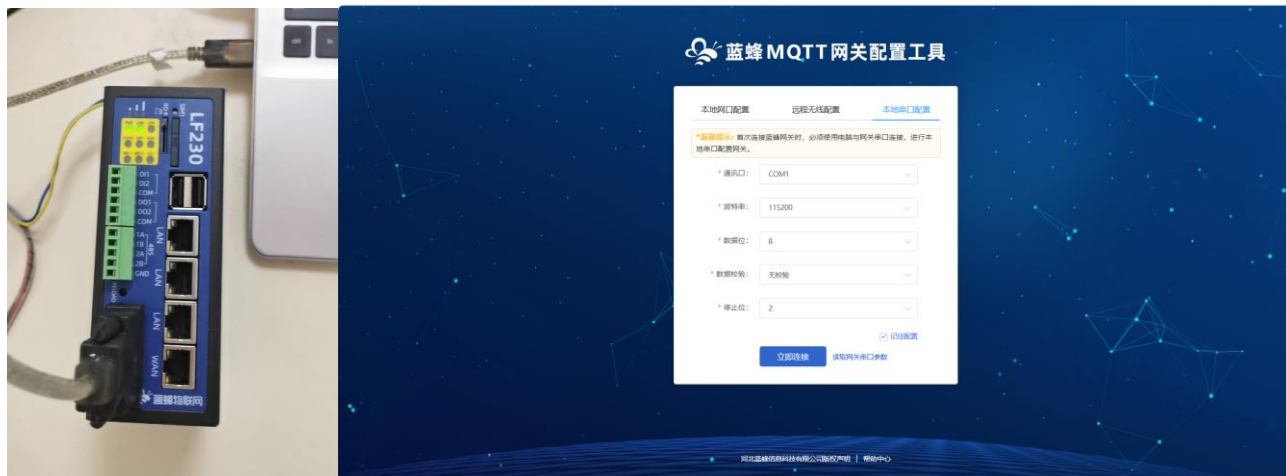 SIM
LF230
DI1
DI2
COM
DO1
DO2
COM
1A
1B
2A
2B
GND
485
LAN
LAN
LAN
WAN
蓝蜂物联网
蓝蜂MQTT网关配置工具
本地网口配置 远程无线配置 本地串口配置
*温馨提示: 首次连接蓝蜂网关时，必须使用电脑与网关串口连接，进行本
地串口配置网关。
* 通讯口: COM1
* 波特率: 115200
* 数据位: 8
* 数据校验: 无校验
* 停止位: 2
记住配置
立即连接 读取网关串口参数
河北蓝蜂信息科技有限公司版权声明 | 帮助中心